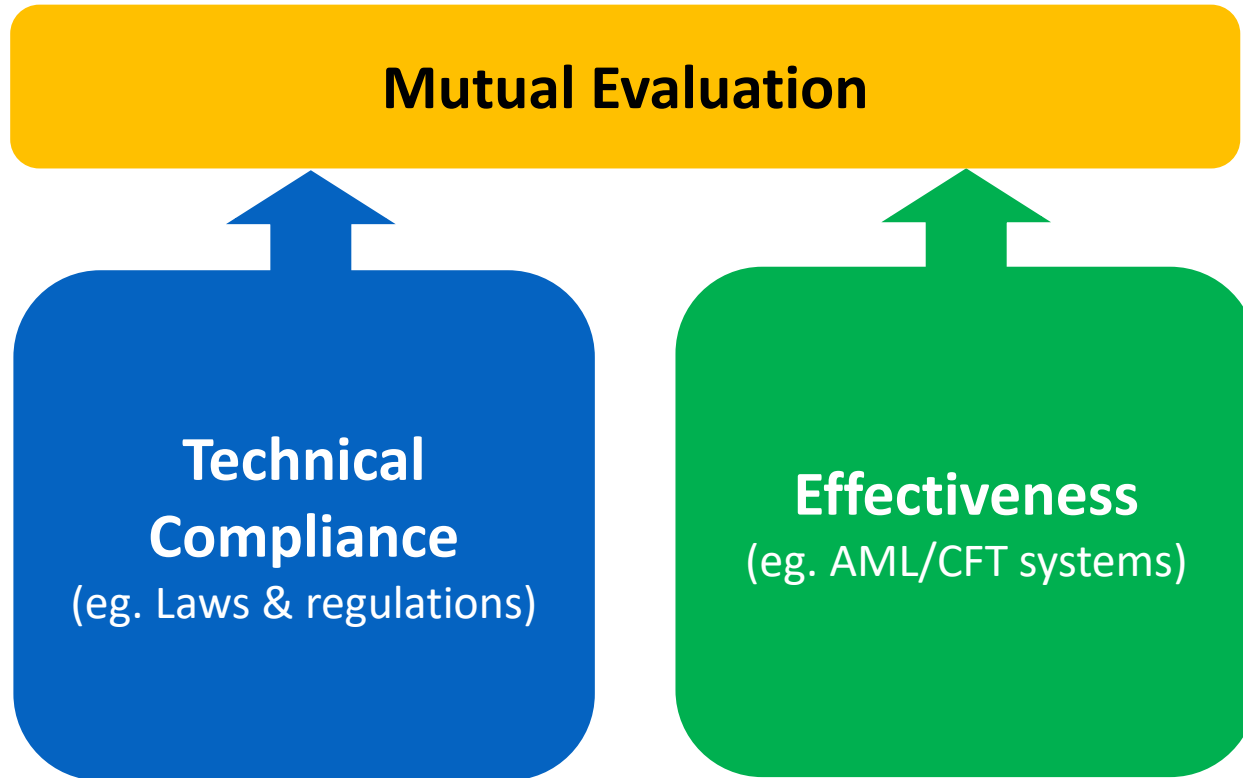 Mutual Evaluation
Technical
Compliance
(eg. Laws & regulations)
Effectiveness
(eg. AML/CFT systems)